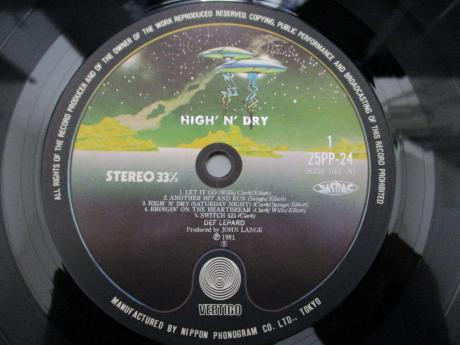 ALL RIGHTS OF THE RECORD PRODUCER AND OF THE OWNER OF THE WORK REPRODUCED RESERVED. COPYING, PUBLIC PERFORMANCE AND BROADCASTING OF THIS RECORD PROHIBITED
HIGH' N' DRY
STEREO 33⅓
1
25PP-24
JASRAC
1. LET IT GO (Willis/Clark/Elliott)
2. ANOTHER HIT AND RUN (Savage/Elliott)
3. HIGH' N' DRY (SATURDAY NIGHT) (Clark/Savage/Elliott)
4. BRINGIN' ON THE HEARTBREAK (Clark/Willis/Elliott)
5. SWITCH 625 (Clark)
DEF LEPARD
Produced by JOHN LANGE
Ⓟ 1981
VERTIGO
MANUFACTURED BY NIPPON PHONOGRAM CO. LTD., TOKYO